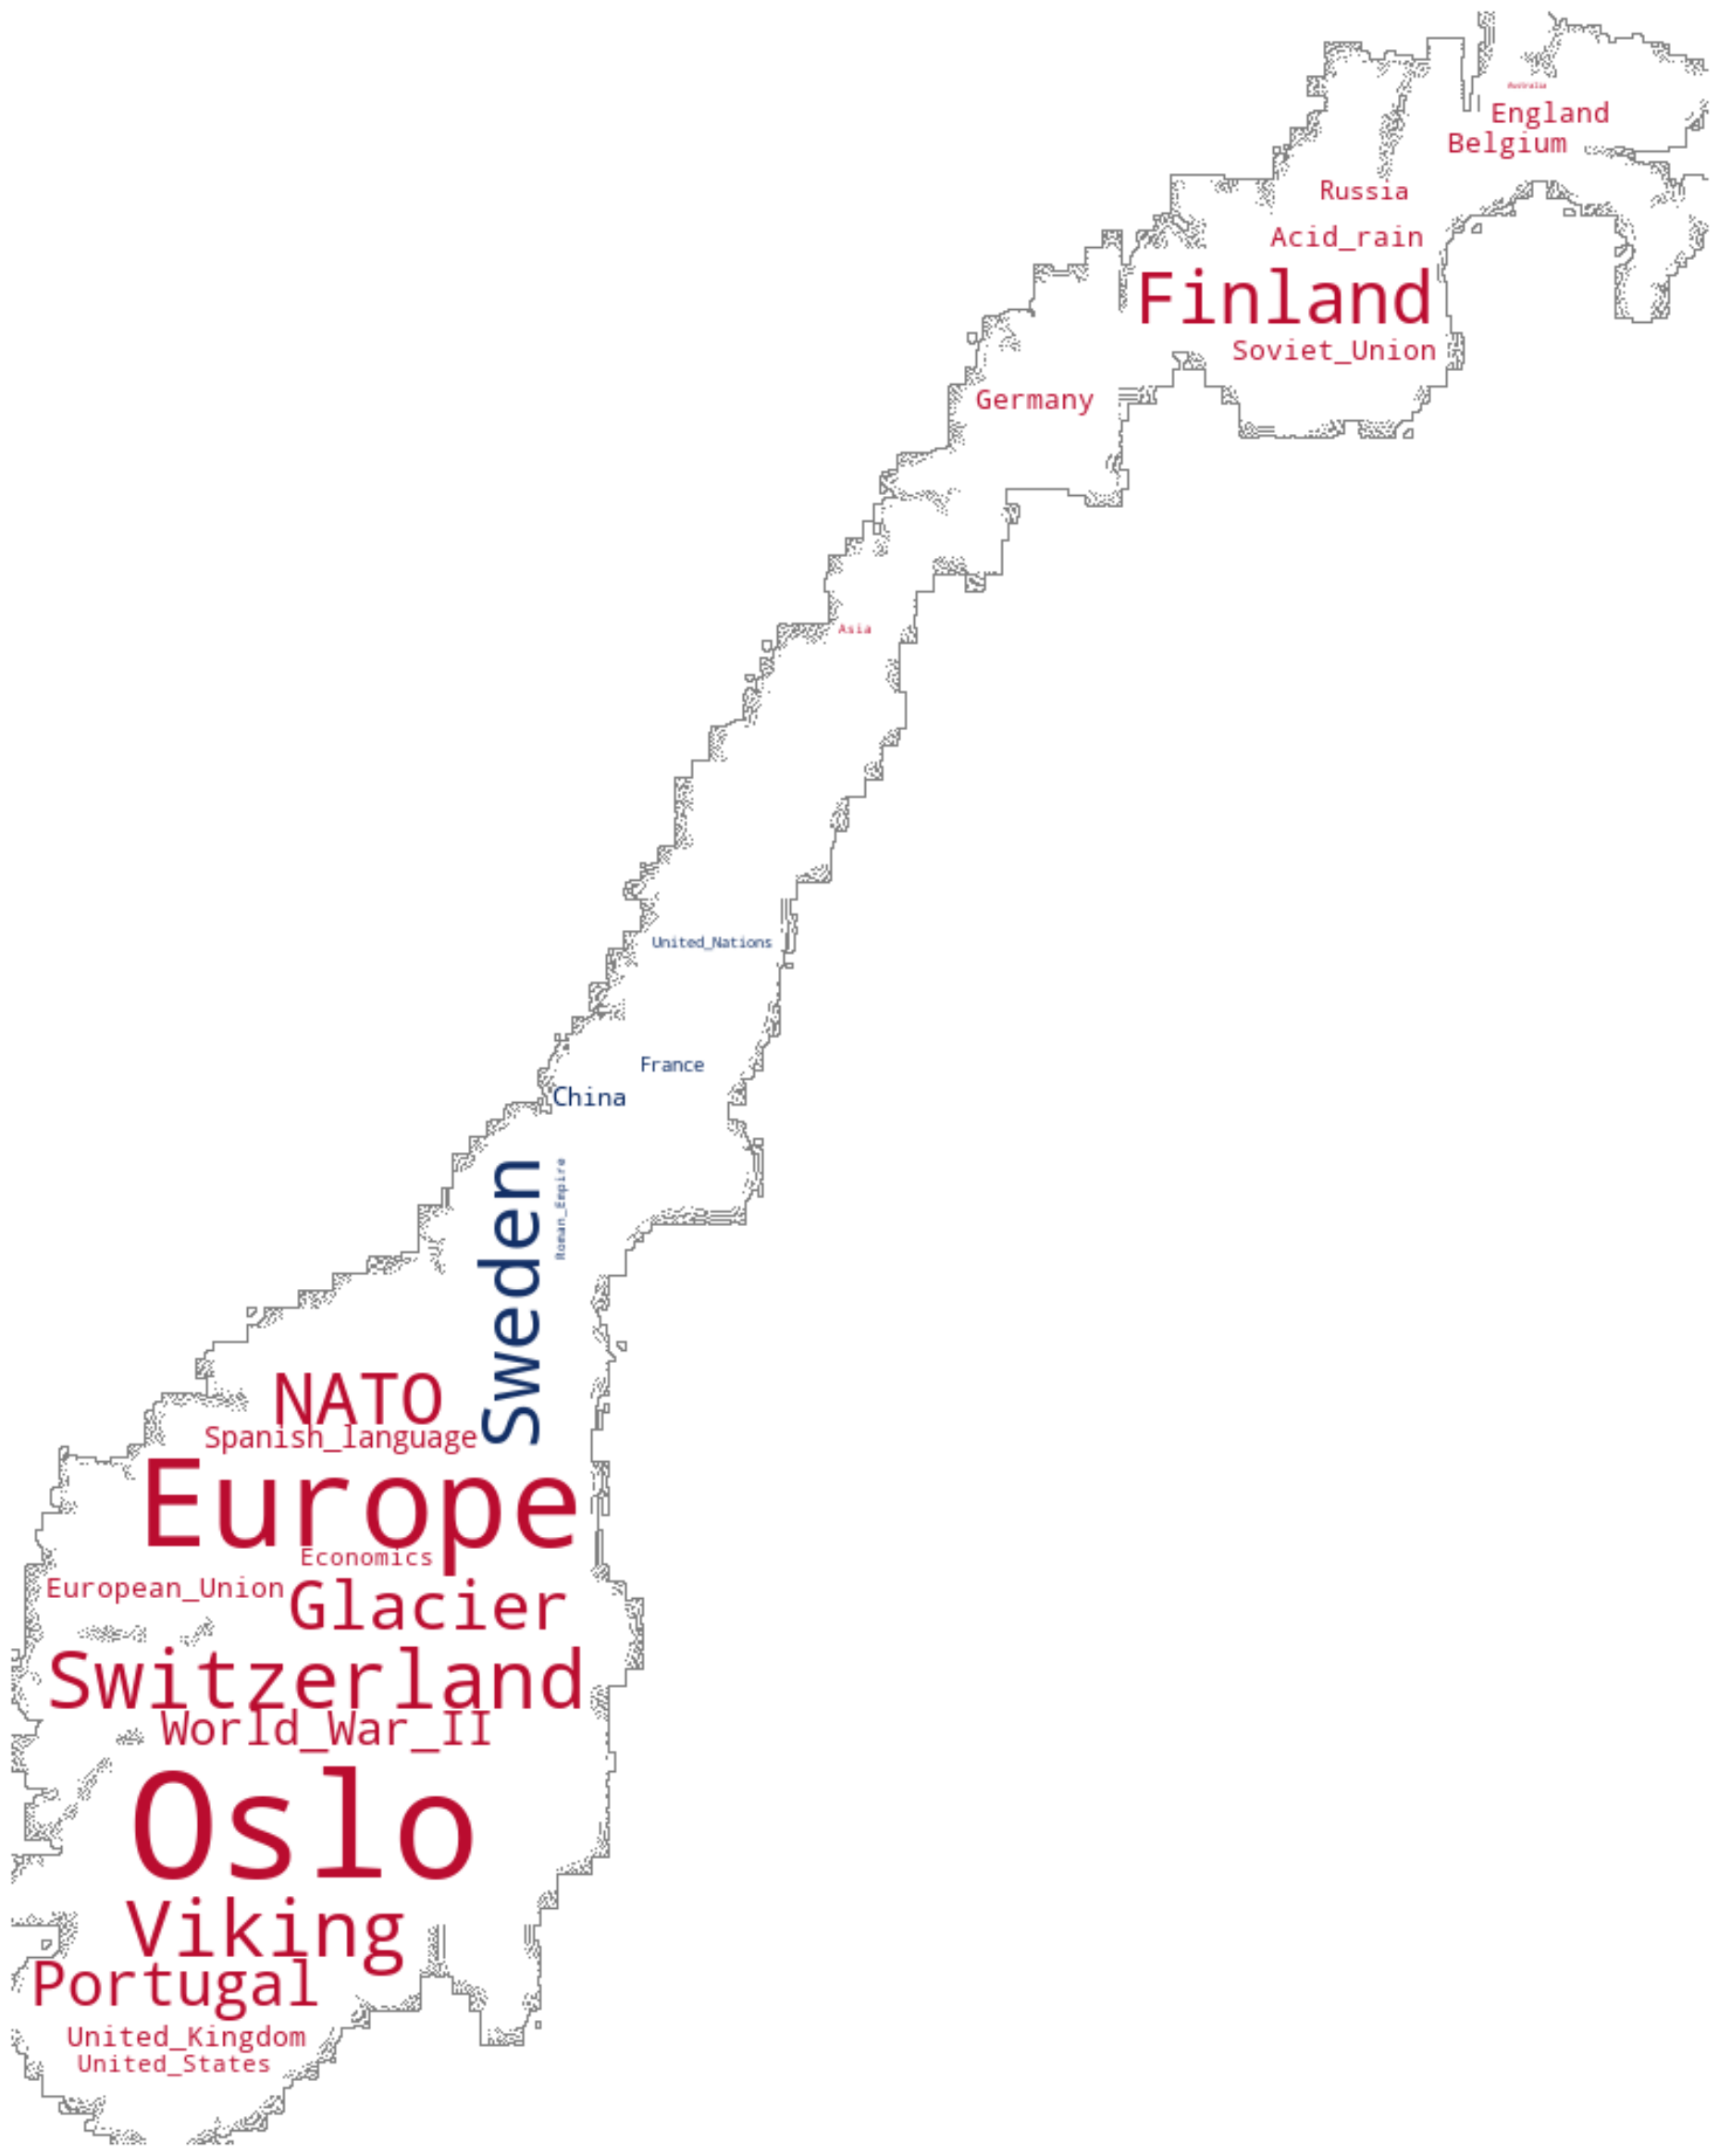 Australia
England
Belgium
Russia
Acid_rain
Finland
Soviet_Union
Germany
Asia
United_Nations
France
China
Sweden
Roman_Empire
NATO
Spanish_language
Europe
Economics
European_Union
Glacier
Switzerland
World_War_II
Oslo
Viking
Portugal
United_Kingdom
United_States